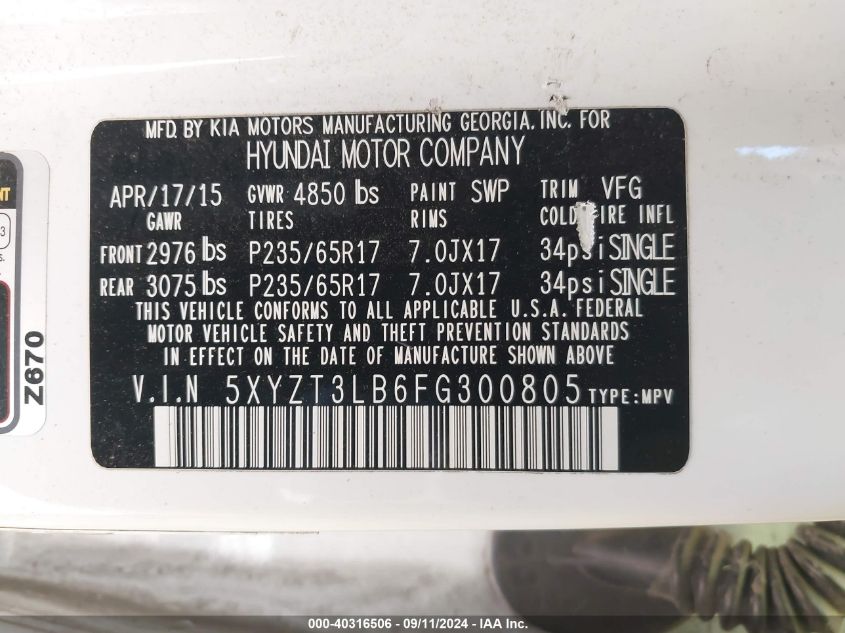 MFD. BY KIA MOTORS MANUFACTURING GEORGIA, INC. FOR
HYUNDAI MOTOR COMPANY
APR/17/15 GVWR 4850 lbs PAINT SWP TRIM VFG
GAWR TIRES RIMS COLD TIRE INFL
FRONT 2976 lbs P235/65R17 7.0JX17 34psi SINGLE
REAR 3075 lbs P235/65R17 7.0JX17 34psi SINGLE
THIS VEHICLE CONFORMS TO ALL APPLICABLE U.S.A. FEDERAL
MOTOR VEHICLE SAFETY AND THEFT PREVENTION STANDARDS
IN EFFECT ON THE DATE OF MANUFACTURE SHOWN ABOVE
V.I.N 5XYZT3LB6FG300805 TYPE:MPV
NT
3
s.
Z670
000-40316506 - 09/11/2024 - IAA Inc.